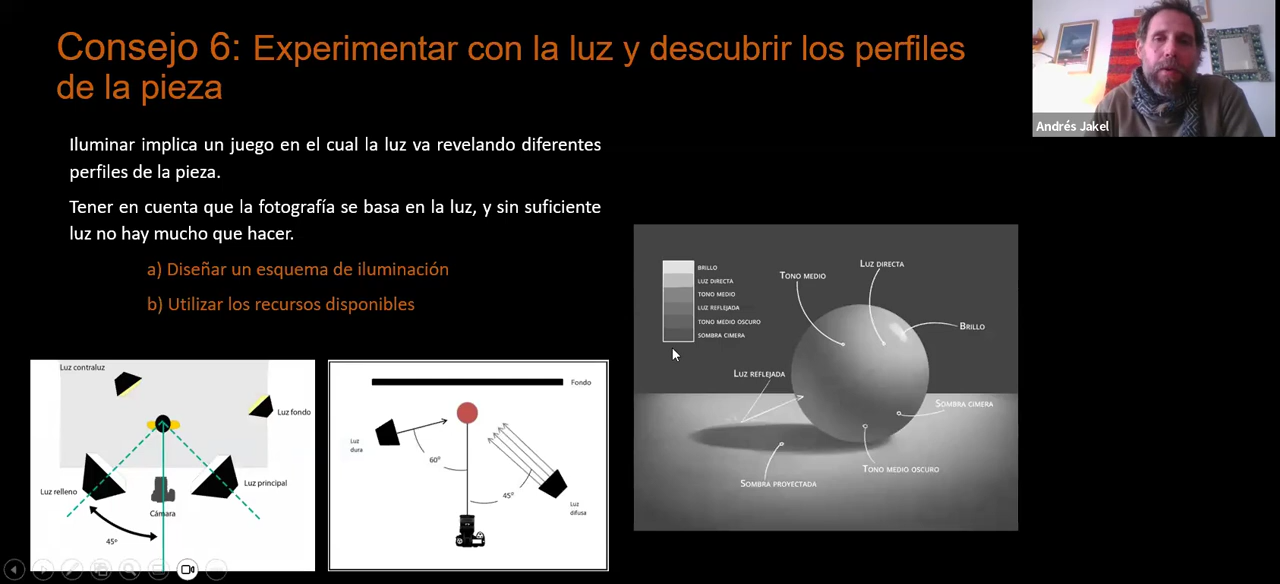 Consejo 6: Experimentar con la luz y descubrir los perfiles
de la pieza
Andrés Jakel
Iluminar implica un juego en el cual la luz va revelando diferentes
perfiles de la pieza.
Tener en cuenta que la fotografía se basa en la luz, y sin suficiente
luz no hay mucho que hacer.
a) Diseñar un esquema de iluminación
b) Utilizar los recursos disponibles
Luz contraluz
Luz fondo
Luz relleno
Luz principal
Cámara
45º
Fondo
Luz
dura
60º
45º
Luz
difusa
BRILLO
LUZ DIRECTA
TONO MEDIO
LUZ REFLEJADA
TONO MEDIO OSCURO
SOMBRA CIMERA
LUZ DIRECTA
TONO MEDIO
BRILLO
LUZ REFLEJADA
SOMBRA CIMERA
TONO MEDIO OSCURO
SOMBRA PROYECTADA